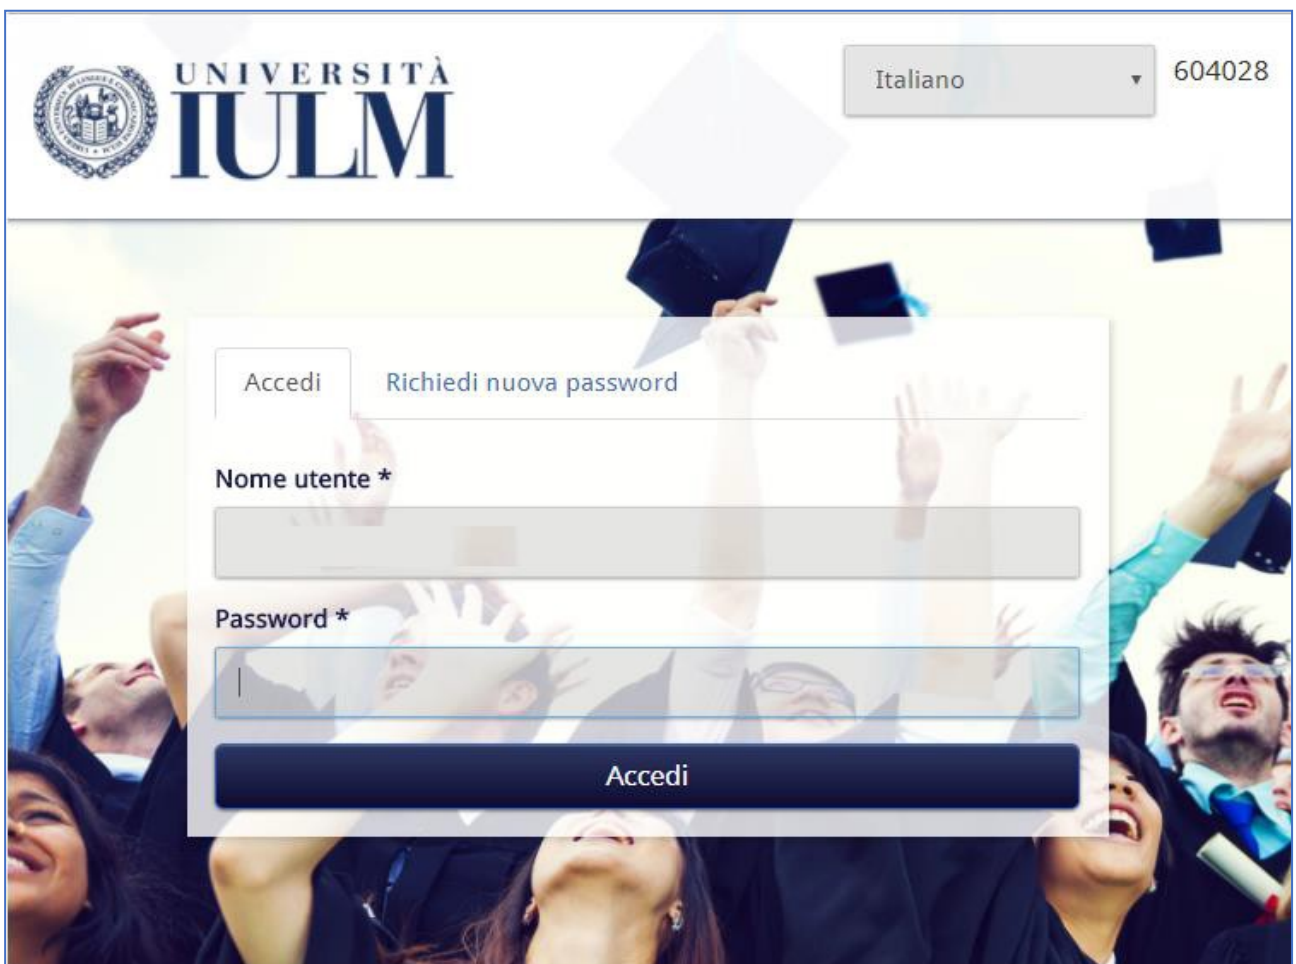 UNIVERSITÀ
IULM
Italiano
604028
Accedi
Richiedi nuova password
Nome utente *
Password *
Accedi